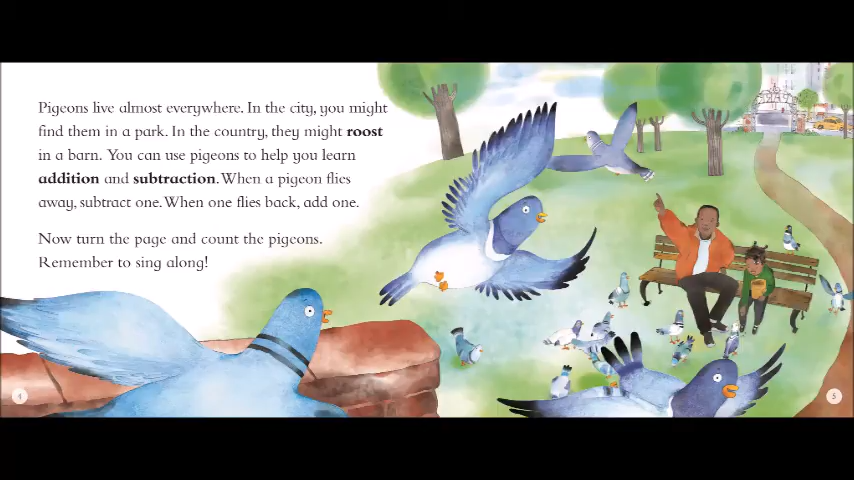 Pigeons live almost everywhere. In the city, you might
find them in a park. In the country, they might roost
in a barn. You can use pigeons to help you learn
addition and subtraction. When a pigeon flies
away, subtract one. When one flies back, add one.
Now turn the page and count the pigeons.
Remember to sing along!
4
5